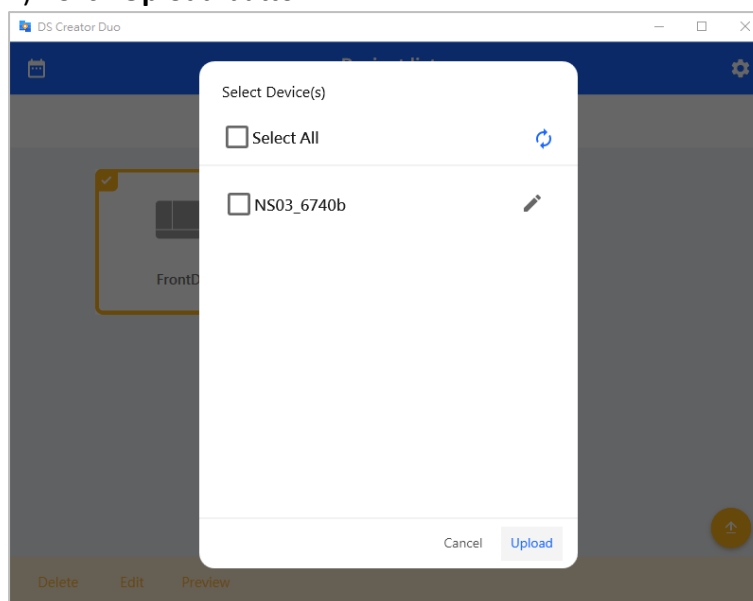 DS Creator Duo
Select Device(s)
Select All
NS03_6740b
FrontD
Cancel Upload
Delete Edit Preview